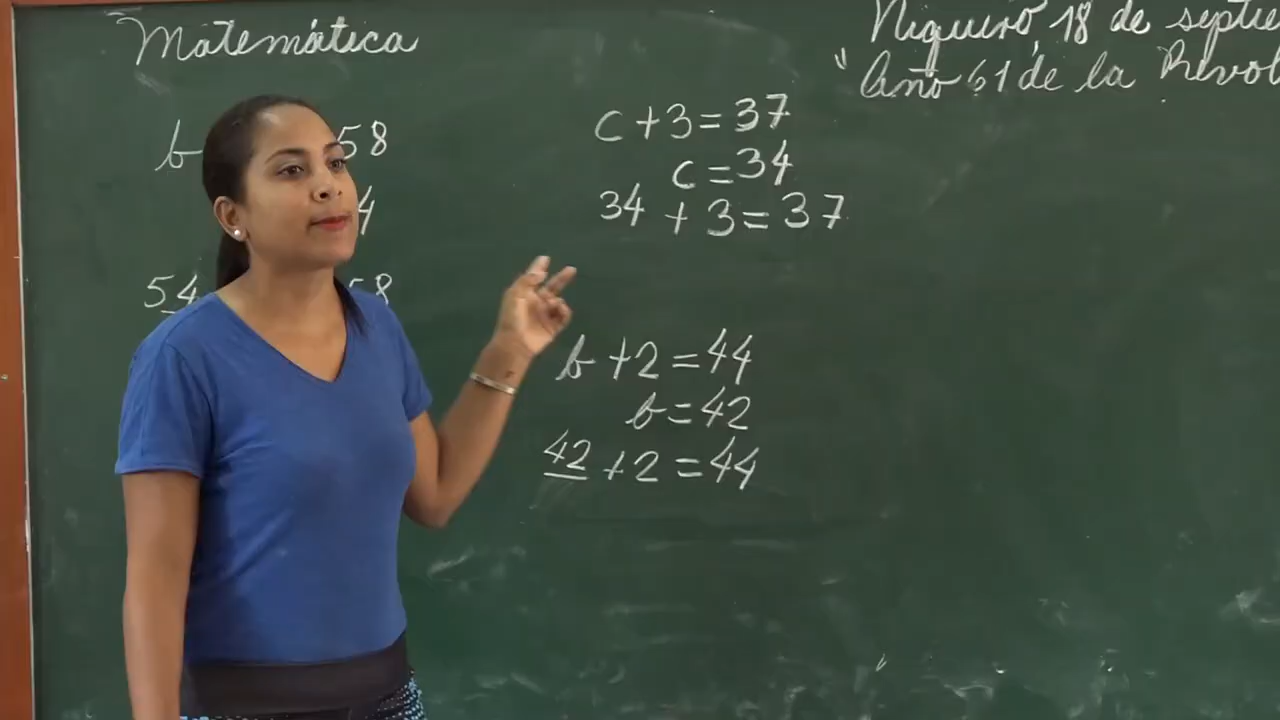 Matemática
Niquero, 18 de septie
"Año 61 de la Revol
b 58
4
54 58
c + 3 = 37
c = 34
34 + 3 = 37
b + 2 = 44
b = 42
42 + 2 = 44